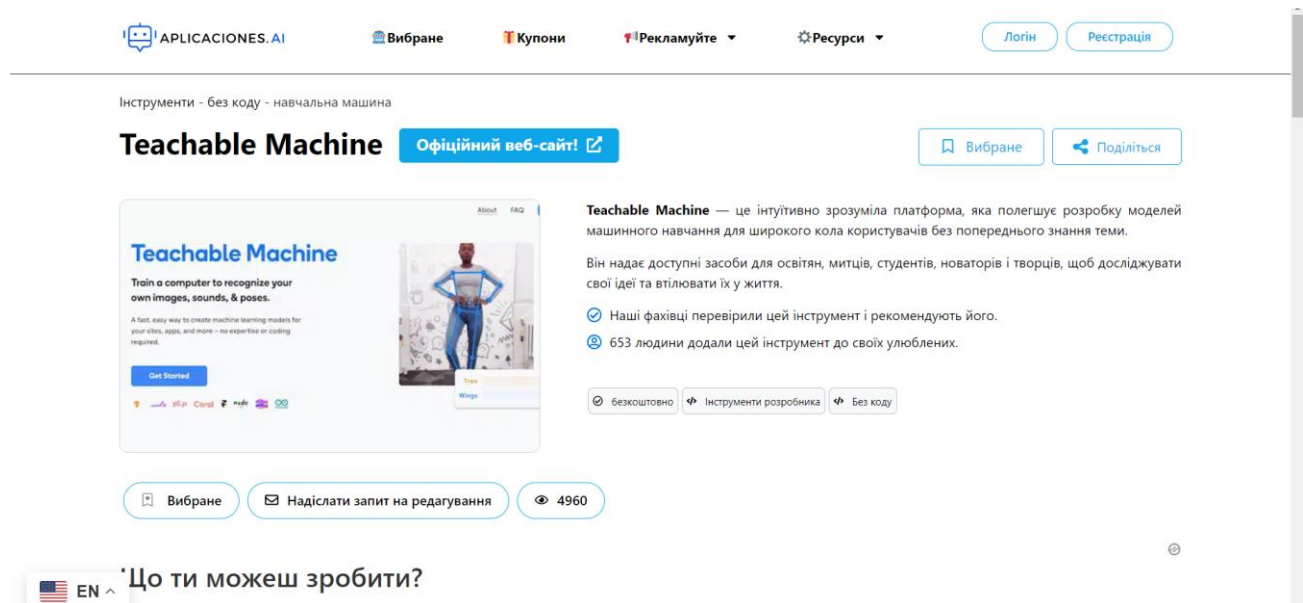 APLICACIONES.AI Вибране Купони Рекламуйте Ресурси Логін Реєстрація
Інструменти - без коду - навчальна машина
Teachable Machine Офіційний веб-сайт! Вибране Поділіться
About FAQ
Teachable Machine
Train a computer to recognize your
own images, sounds, & poses.
A fast, easy way to create machine learning models for
your sites, apps, and more – no expertise or coding
required.
Get Started
p5.js Coral node
Tree
Wings
Teachable Machine — це інтуїтивно зрозуміла платформа, яка полегшує розробку моделей
машинного навчання для широкого кола користувачів без попереднього знання теми.
Він надає доступні засоби для освітян, митців, студентів, новаторів і творців, щоб досліджувати
свої ідеї та втілювати їх у життя.
Наші фахівці перевірили цей інструмент і рекомендують його.
653 людини додали цей інструмент до своїх улюблених.
безкоштовно Інструменти розробника Без коду
Вибране Надіслати запит на редагування 4960
Що ти можеш зробити?
EN